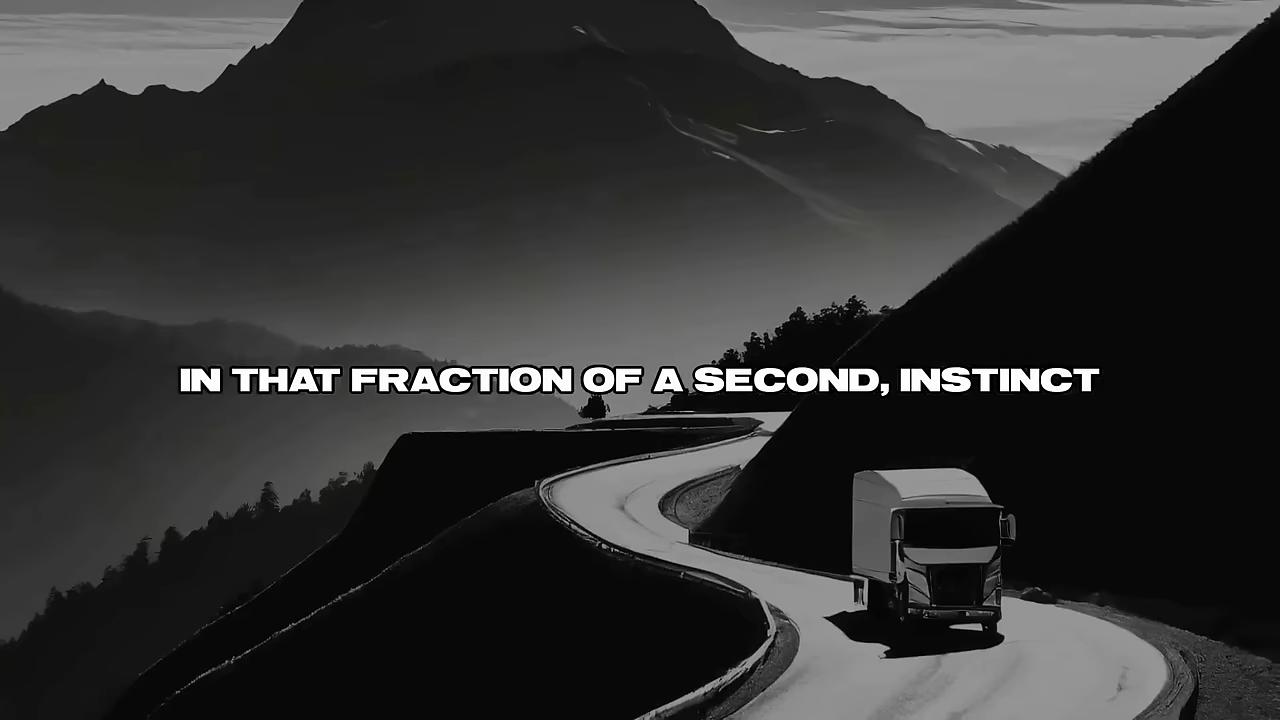 IN THAT FRACTION OF A SECOND, INSTINCT